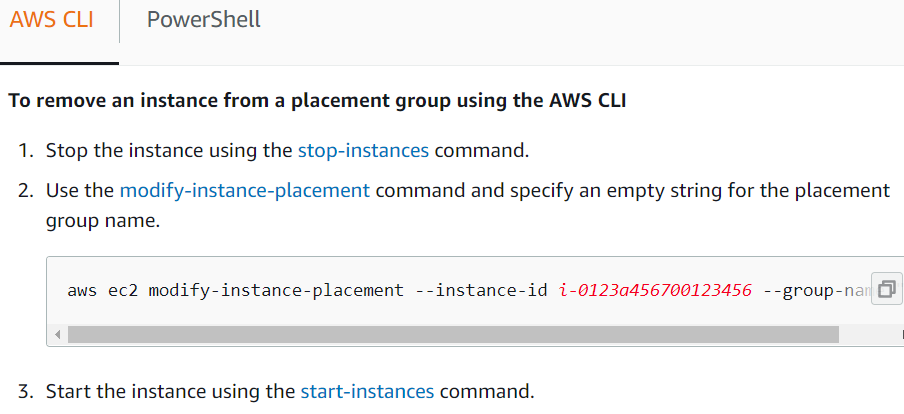 AWS CLI PowerShell
To remove an instance from a placement group using the AWS CLI
1. Stop the instance using the stop-instances command.
2. Use the modify-instance-placement command and specify an empty string for the placement
group name.
aws ec2 modify-instance-placement --instance-id i-0123a456700123456 --group-nam
3. Start the instance using the start-instances command.